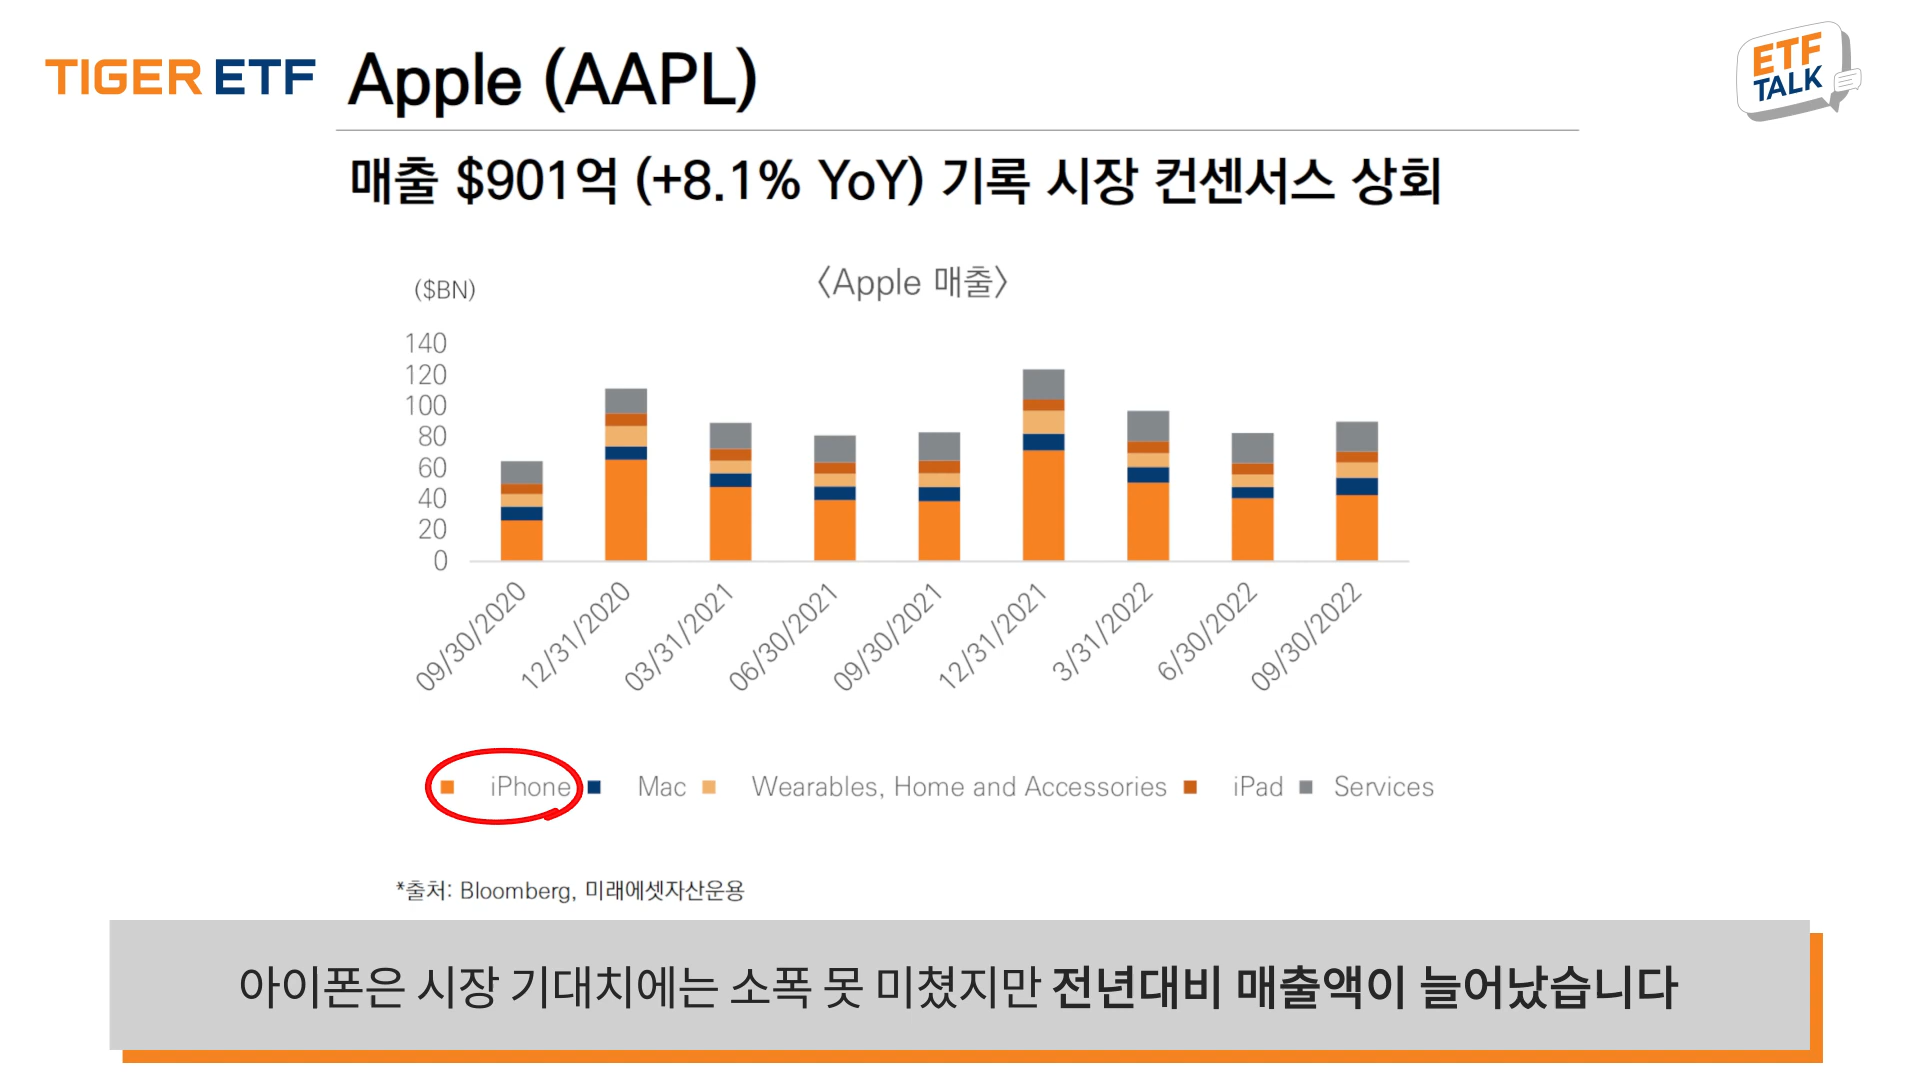 TIGER ETF
Apple (AAPL)
ETF
TALK
매출 $901억 (+8.1% YoY) 기록 시장 컨센서스 상회
($BN)
〈Apple 매출〉
140
120
100
80
60
40
20
0
09/30/2020
12/31/2020
03/31/2021
06/30/2021
09/30/2021
12/31/2021
3/31/2022
6/30/2022
09/30/2022
iPhone Mac Wearables, Home and Accessories iPad Services
*출처: Bloomberg, 미래에셋자산운용
아이폰은 시장 기대치에는 소폭 못 미쳤지만 전년대비 매출액이 늘어났습니다